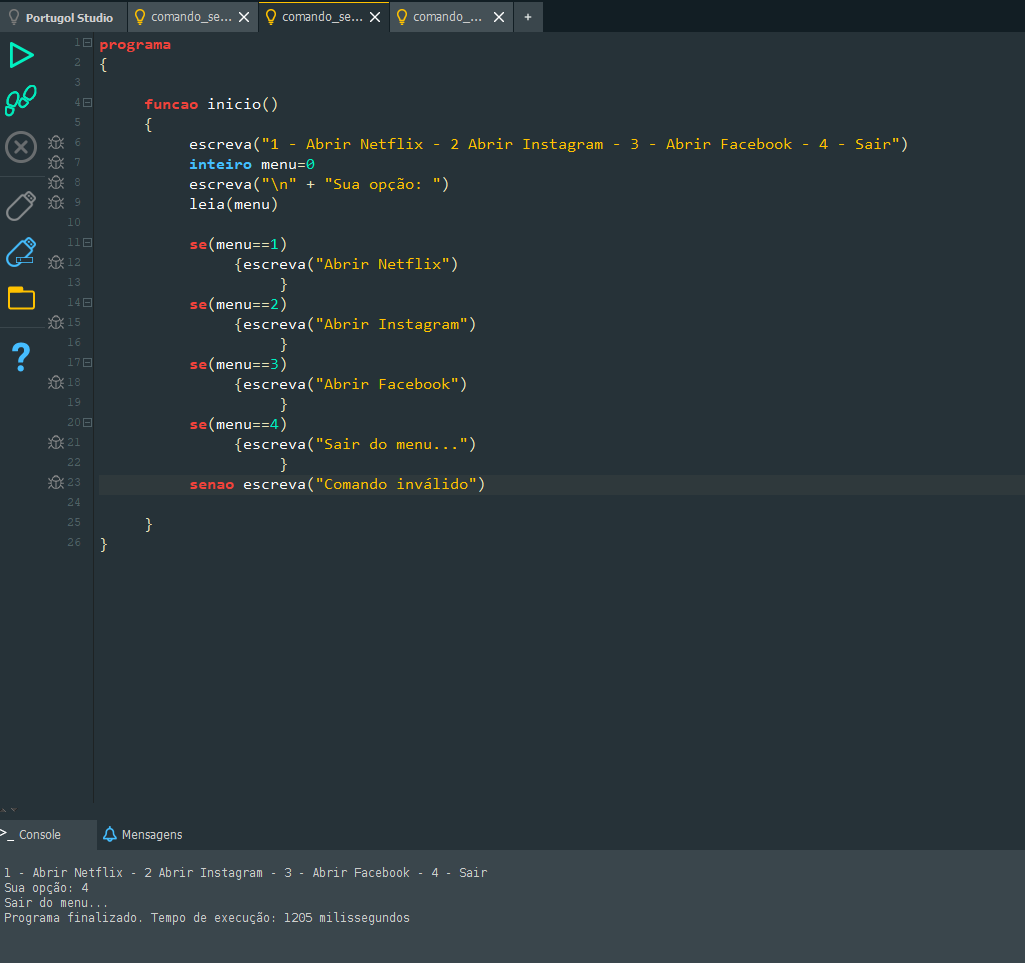 Portugol Studio comando_se... comando_se... comando_... +
1 programa
2 {
3
4 funcao inicio()
5 {
6 escreva("1 - Abrir Netflix - 2 Abrir Instagram - 3 - Abrir Facebook - 4 - Sair")
7 inteiro menu=0
8 escreva("\n" + "Sua opção: ")
9 leia(menu)
10
11 se(menu==1)
12 {escreva("Abrir Netflix")
13 }
14 se(menu==2)
15 {escreva("Abrir Instagram")
16 }
17 se(menu==3)
18 {escreva("Abrir Facebook")
19 }
20 se(menu==4)
21 {escreva("Sair do menu...")
22 }
23 senao escreva("Comando inválido")
24
25 }
26 }
>_ Console Mensagens
1 - Abrir Netflix - 2 Abrir Instagram - 3 - Abrir Facebook - 4 - Sair
Sua opção: 4
Sair do menu...
Programa finalizado. Tempo de execução: 1205 milissegundos